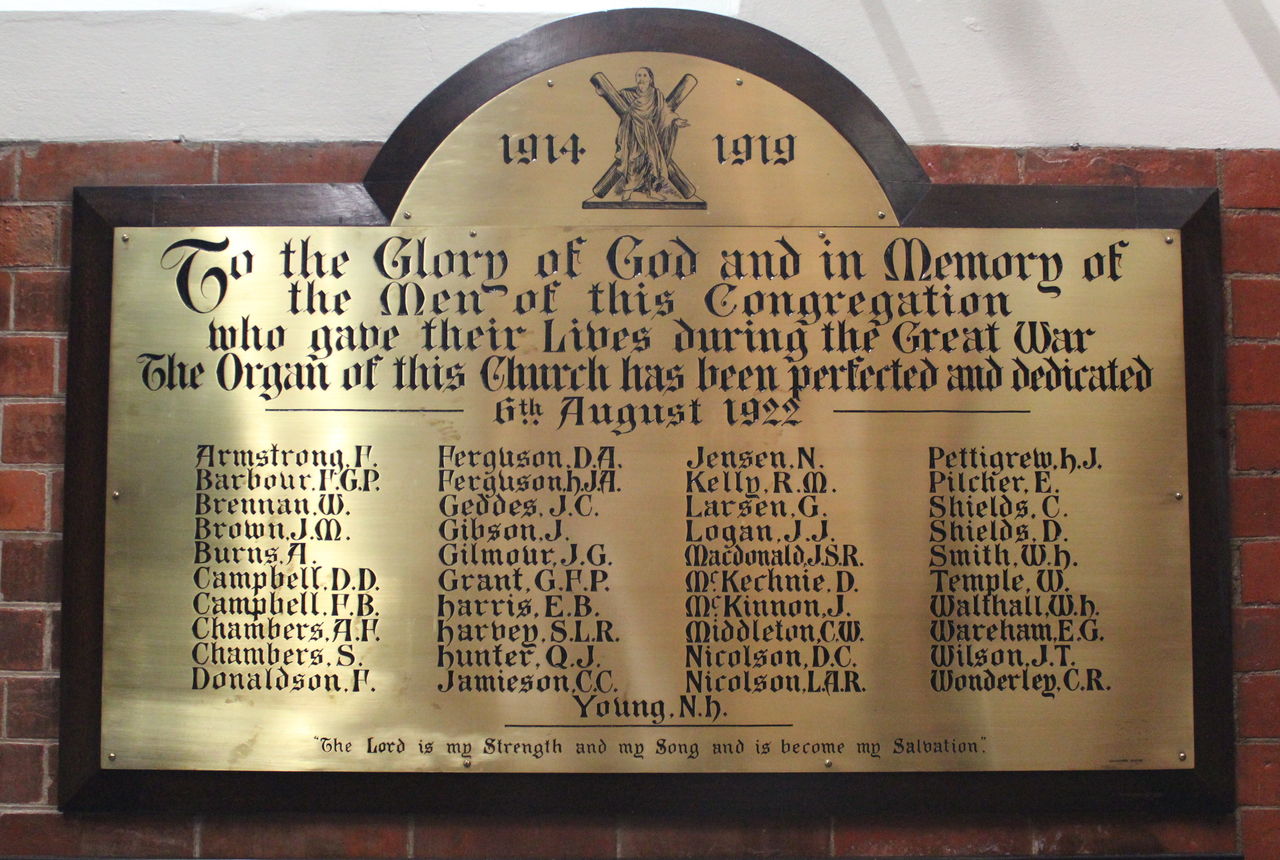 1914 1919
To the Glory of God and in Memory of
the Men of this Congregation
who gave their Lives during the Great War
The Organ of this Church has been perfected and dedicated
6th August 1922
Armstrong, F.
Barbour, F.G.P.
Brennan, W.
Brown, J.M.
Burns, A.
Campbell, D.D.
Campbell, F.B.
Chambers, A.F.
Chambers, S.
Donaldson, F.
Ferguson, D.A.
Ferguson, H.J.A.
Geddes, J.C.
Gibson, J.
Gilmour, J.G.
Grant, G.F.P.
Harris, E.B.
Harvey, S.L.R.
Hunter, Q.J.
Jamieson, C.C.
Jensen, N.
Kelly, R.M.
Larsen, G.
Logan, J.J.
Macdonald, J.S.R.
McKechnie, D.
McKinnon, J.
Middleton, C.W.
Nicolson, D.C.
Nicolson, L.A.R.
Pettigrew, H.J.
Pilcher, E.
Shields, C.
Shields, D.
Smith, W.H.
Temple, W.
Walthall, W.H.
Wareham, E.G.
Wilson, J.T.
Wonderley, C.R.
Young, N.H.
"The Lord is my Strength and my Song and is become my Salvation".